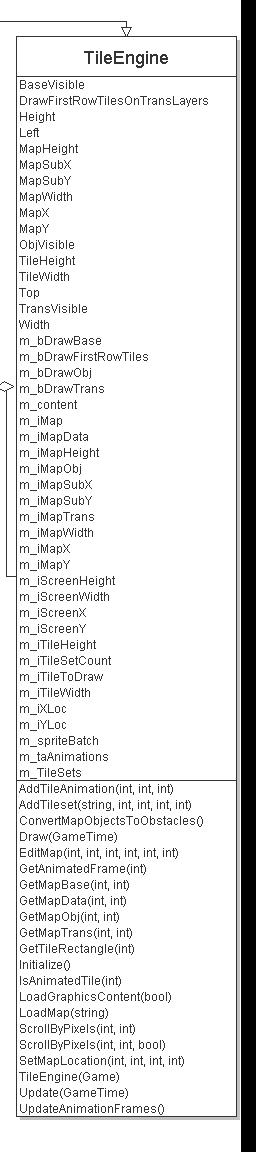 TileEngine
BaseVisible
DrawFirstRowTilesOnTransLayers
Height
Left
MapHeight
MapSubX
MapSubY
MapWidth
MapX
MapY
ObjVisible
TileHeight
TileWidth
Top
TransVisible
Width
m_bDrawBase
m_bDrawFirstRowTiles
m_bDrawObj
m_bDrawTrans
m_content
m_iMap
m_iMapData
m_iMapHeight
m_iMapObj
m_iMapSubX
m_iMapSubY
m_iMapTrans
m_iMapWidth
m_iMapX
m_iMapY
m_iScreenHeight
m_iScreenWidth
m_iScreenX
m_iScreenY
m_iTileHeight
m_iTileSetCount
m_iTileToDraw
m_iTileWidth
m_iXLoc
m_iYLoc
m_spriteBatch
m_taAnimations
m_TileSets
AddTileAnimation(int, int, int)
AddTileset(string, int, int, int, int)
ConvertMapObjectsToObstacles()
Draw(GameTime)
EditMap(int, int, int, int, int, int)
GetAnimatedFrame(int)
GetMapBase(int, int)
GetMapData(int, int)
GetMapObj(int, int)
GetMapTrans(int, int)
GetTileRectangle(int)
Initialize()
IsAnimatedTile(int)
LoadGraphicsContent(bool)
LoadMap(string)
ScrollByPixels(int, int)
ScrollByPixels(int, int, bool)
SetMapLocation(int, int, int, int)
TileEngine(Game)
Update(GameTime)
UpdateAnimationFrames()